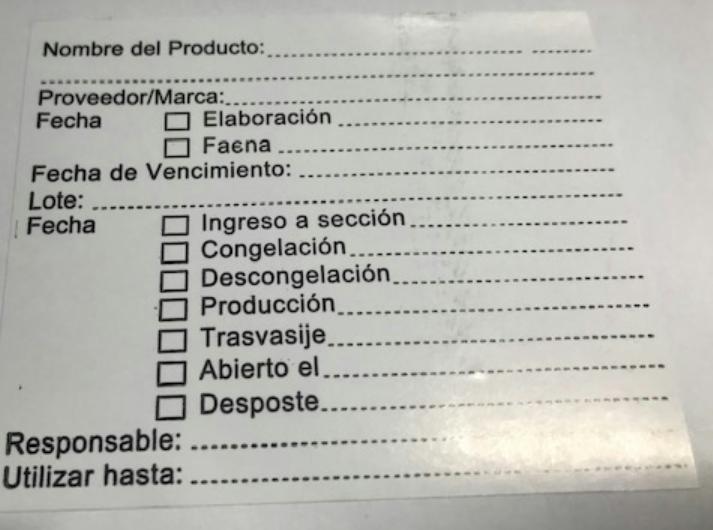 Nombre del Producto:
Proveedor/Marca:
Fecha Elaboración
Faena
Fecha de Vencimiento:
Lote:
Fecha Ingreso a sección
Congelación
Descongelación
Producción
Trasvasije
Abierto el
Desposte
Responsable:
Utilizar hasta: